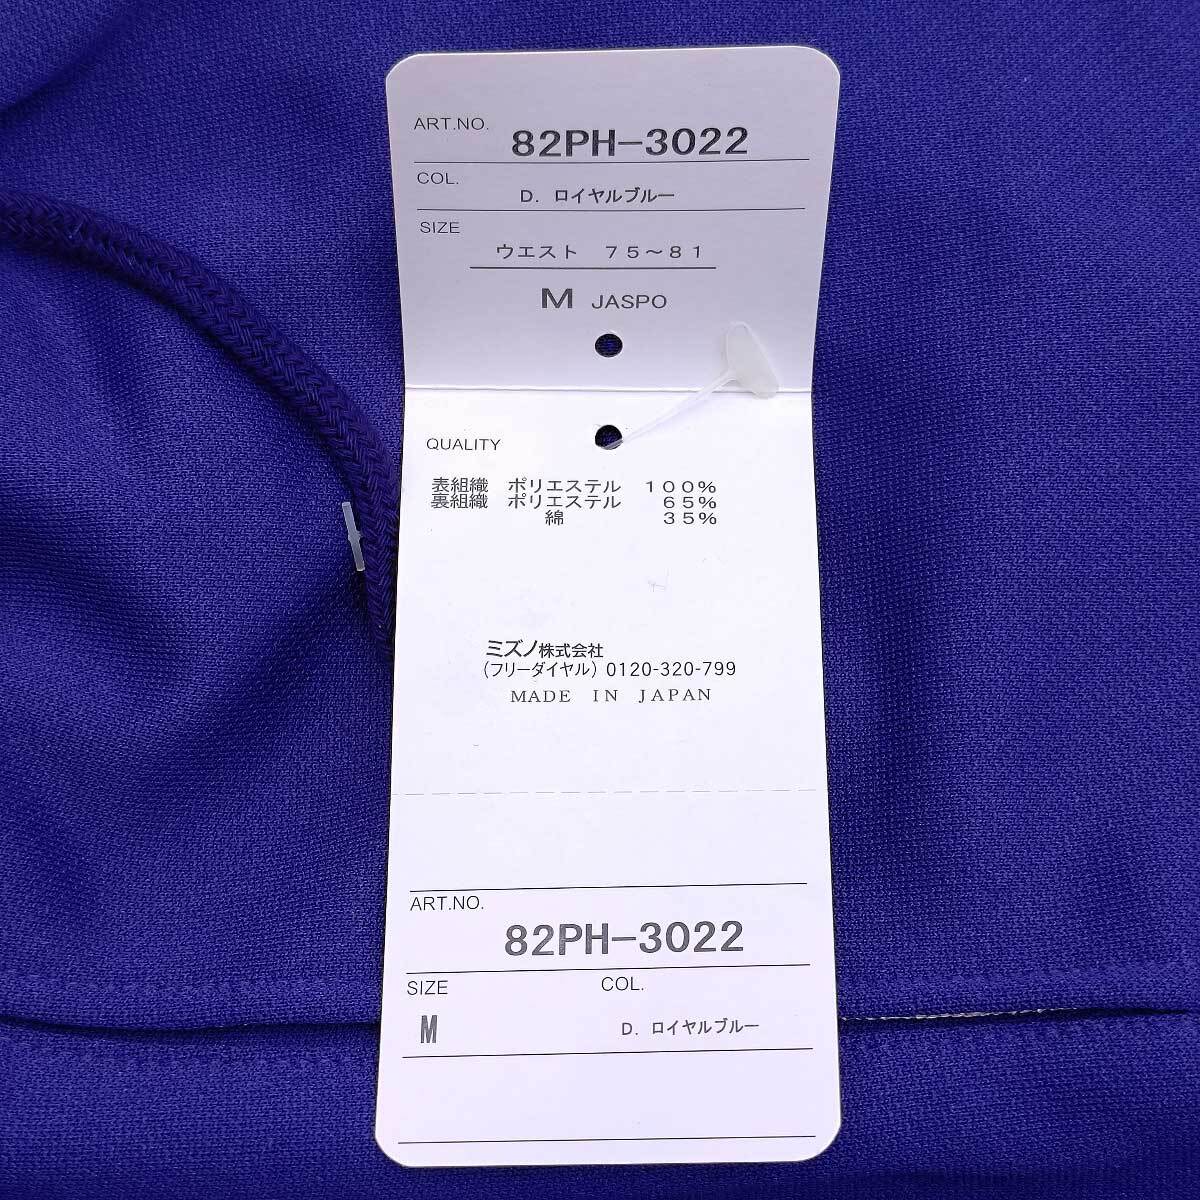 ART.NO. 82PH-3022
COL.
D. ロイヤルブルー
SIZE
ウエスト 75～81
M JASPO
QUALITY
表組織 ポリエステル 100%
裏組織 ポリエステル 65%
綿 35%
ミズノ株式会社
(フリーダイヤル) 0120-320-799
MADE IN JAPAN
ART.NO.
82PH-3022
SIZE COL.
M D. ロイヤルブルー